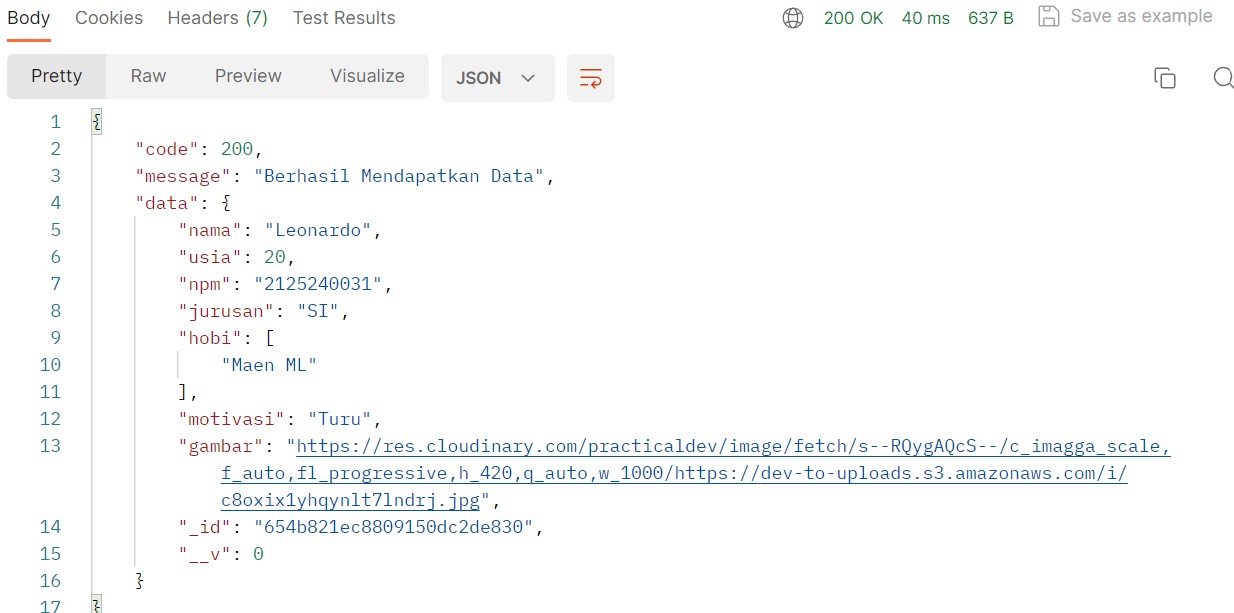 Body Cookies Headers (7) Test Results 200 OK 40 ms 637 B Save as example
Pretty Raw Preview Visualize JSON
1 {
2 "code": 200,
3 "message": "Berhasil Mendapatkan Data",
4 "data": {
5 "nama": "Leonardo",
6 "usia": 20,
7 "npm": "2125240031",
8 "jurusan": "SI",
9 "hobi": [
10 "Maen ML"
11 ],
12 "motivasi": "Turu",
13 "gambar": "https://res.cloudinary.com/practicaldev/image/fetch/s--RQygAQcS--/c_imagga_scale,
f_auto,fl_progressive,h_420,q_auto,w_1000/https://dev-to-uploads.s3.amazonaws.com/i/
c8oxix1yhqynlt7lndrj.jpg",
14 "_id": "654b821ec8809150dc2de830",
15 "__v": 0
16 }
17 }